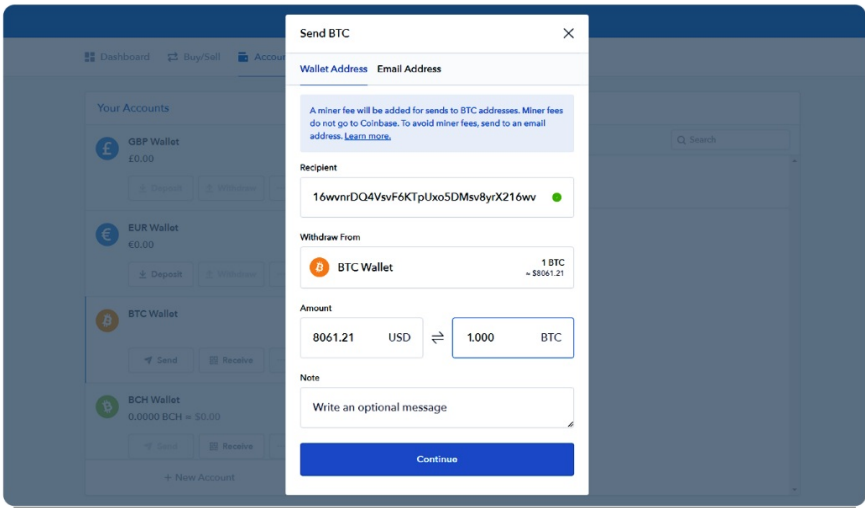 Send BTC
Dashboard
Buy/Sell
Accou
Wallet Address
Email Address
Your Accounts
Search
A miner fee will be added for sends to BTC addresses. Miner fees
do not go to Coinbase. To avoid miner fees, send to an email
address. Learn more.
GBP Wallet
£0.00
Deposit
Withdraw
Recipient
16wvnrDQ4VsvF6KTpUxo5DMsv8yrX216wv
EUR Wallet
€0.00
Deposit
Withdraw
Withdraw From
BTC Wallet
1 BTC
≈ $8061.21
BTC Wallet
Send
Receive
Amount
8061.21 USD
1.000 BTC
Note
Write an optional message
BCH Wallet
0.0000 BCH ≈ $0.00
Send
Receive
Continue
+ New Account